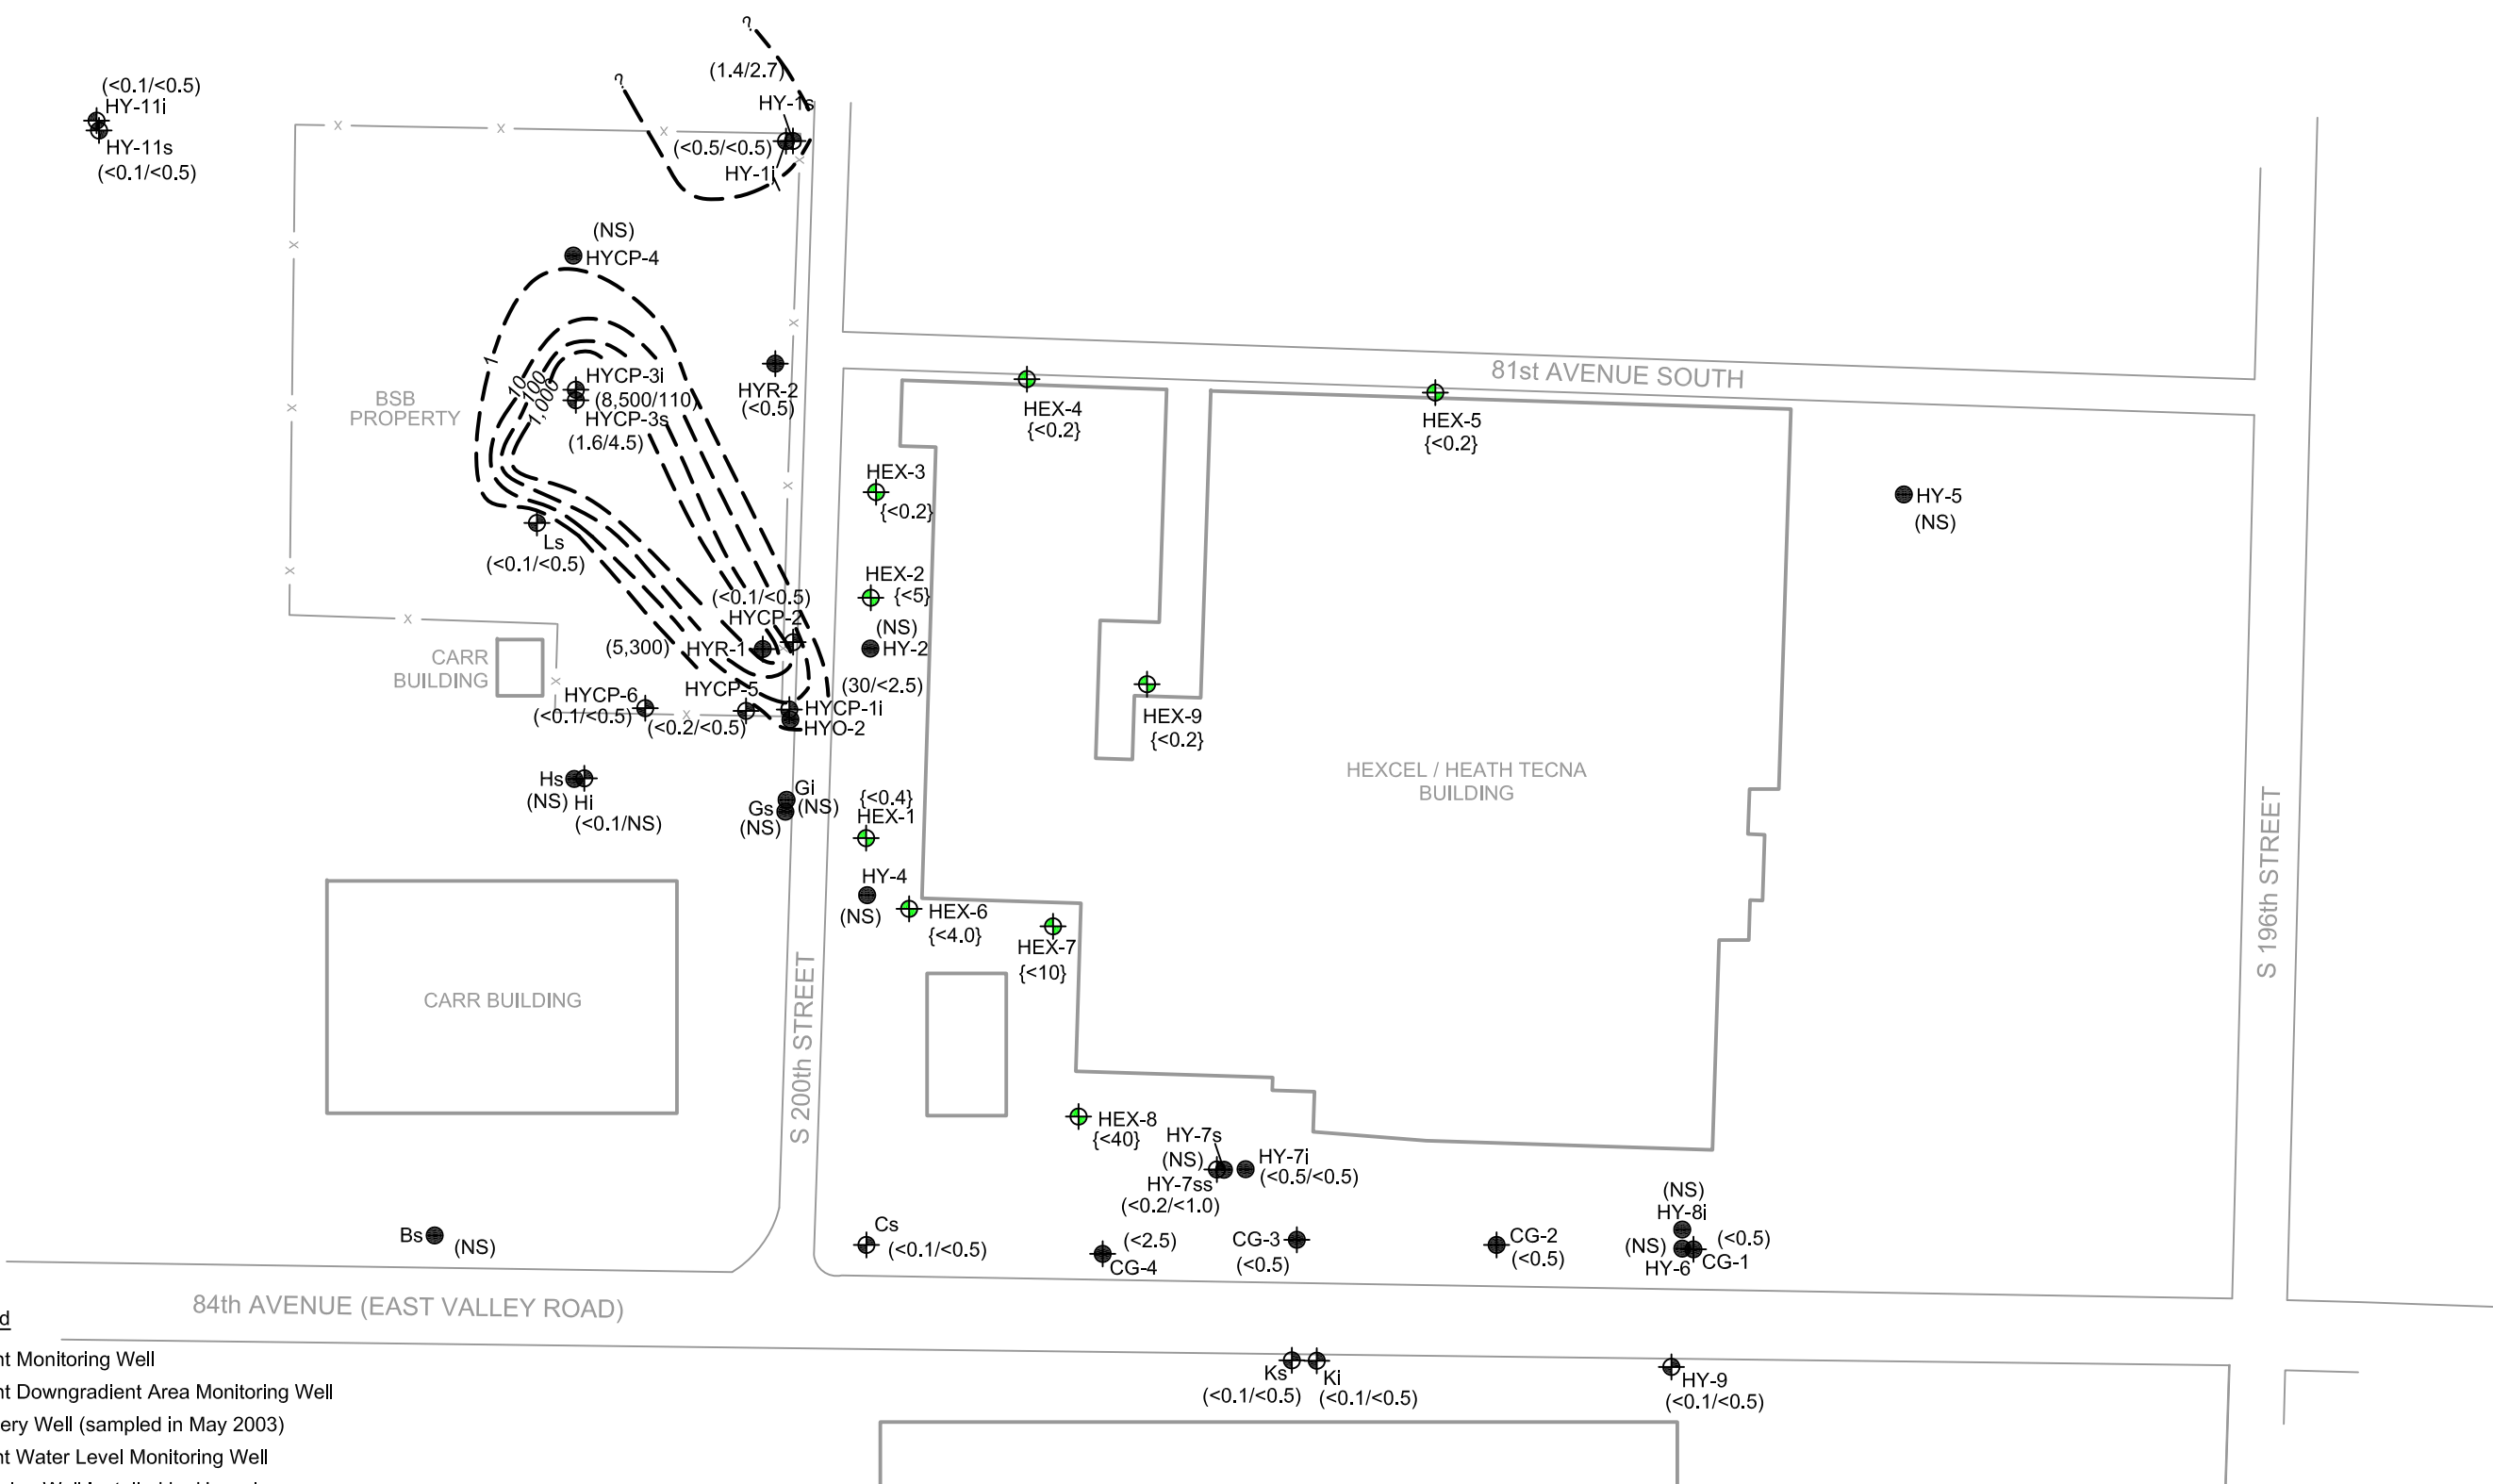 ?
?
(1.4/2.7)
HY-1s
(<0.5/<0.5)
HY-1i
(<0.1/<0.5)
HY-11i
HY-11s
(<0.1/<0.5)
(NS)
HYCP-4
1
10
100
1,000
HYCP-3i
(8,500/110)
HYCP-3s
(1.6/4.5)
BSB
PROPERTY
HYR-2
(<0.5)
Ls
(<0.1/<0.5)
(<0.1/<0.5)
HYCP-2
(5,300)
HYR-1
CARR
BUILDING
HYCP-6
(<0.1/<0.5)
HYCP-5
(<0.2/<0.5)
(30/<2.5)
HYCP-1i
HYO-2
Hs
(NS)
Hi
(<0.1/NS)
Gi
(NS)
Gs
(NS)
81st AVENUE SOUTH
HEX-4
{<0.2}
HEX-5
{<0.2}
HEX-3
{<0.2}
HEX-2
{<5}
(NS)
HY-2
HY-5
(NS)
HEX-9
{<0.2}
HEXCEL / HEATH TECNA
BUILDING
{<0.4}
HEX-1
HY-4
(NS)
HEX-6
{<4.0}
HEX-7
{<10}
CARR BUILDING
S 200th STREET
S 196th STREET
HEX-8
{<40}
HY-7s
(NS)
HY-7ss
(<0.2/<1.0)
HY-7i
(<0.5/<0.5)
Bs
(NS)
Cs
(<0.1/<0.5)
(<2.5)
CG-4
CG-3
(<0.5)
CG-2
(<0.5)
(NS)
HY-8i
(NS)
HY-6
(<0.5)
CG-1
84th AVENUE (EAST VALLEY ROAD)
Ks
(<0.1/<0.5)
Ki
(<0.1/<0.5)
HY-9
(<0.1/<0.5)
d
nt Monitoring Well
nt Downgradient Area Monitoring Well
ery Well (sampled in May 2003)
nt Water Level Monitoring Well